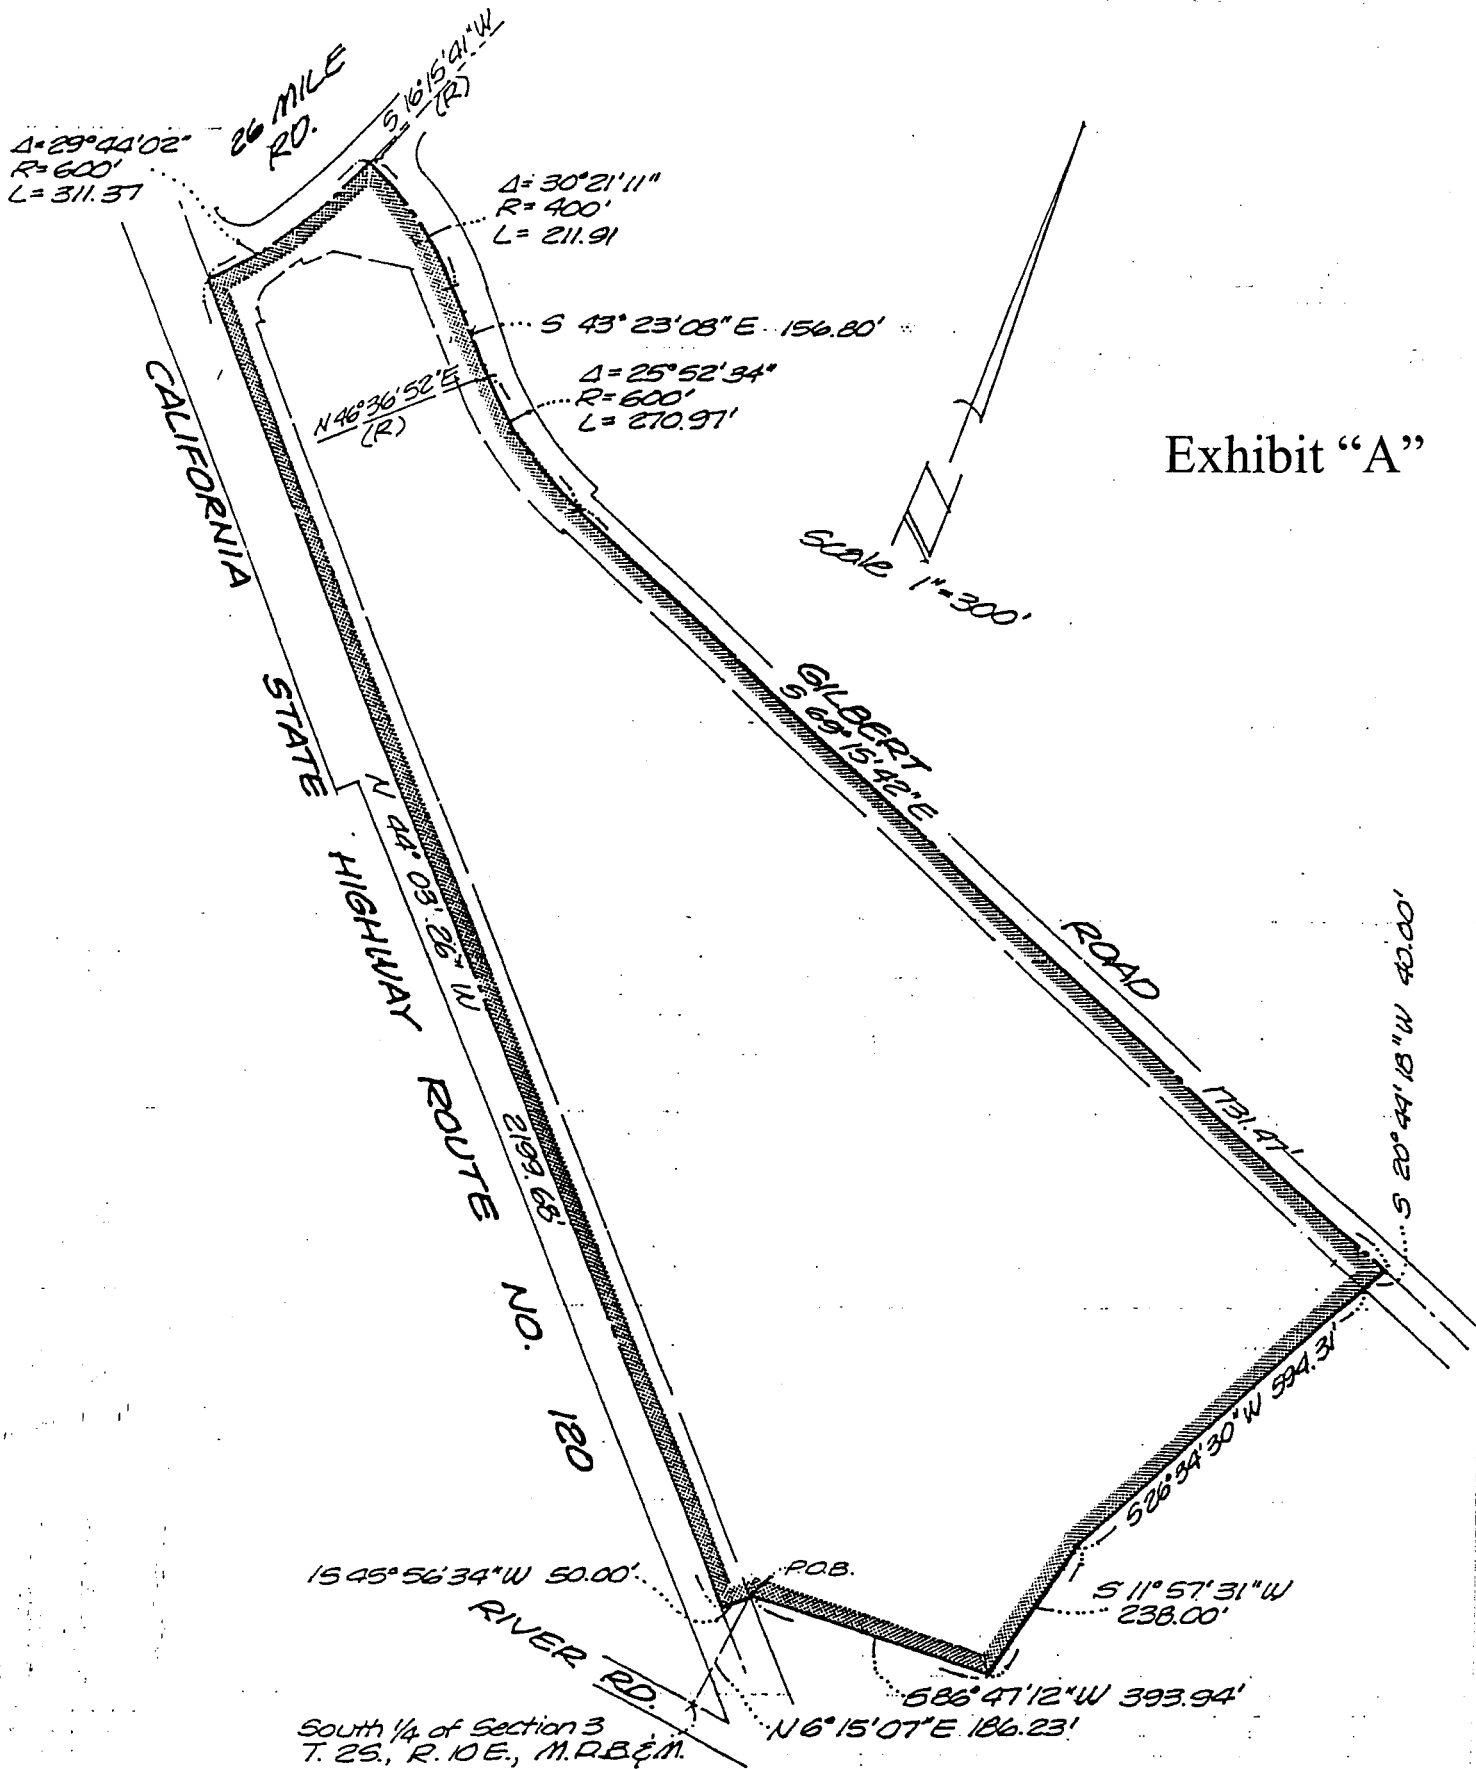 26 MILE
RD.
S 16°15'41"W
(R)
Δ=29°44'02"
R=600'
L=311.37
Δ=30°21'11"
R=400'
L=211.91
S 43°23'08"E 156.80'
Δ=25°52'34"
R=600'
L=270.97'
N46°36'52"E
(R)
Exhibit “A”
Scale 1"=300'
CALIFORNIA STATE HIGHWAY ROUTE NO. 120
GILBERT ROAD
S 69°15'42"E 1731.47'
N 44°03'26" W 2199.68'
S 20°44'18"W 40.00'
S26°34'30"W 594.31'
S 11°57'31"W
238.00'
S 45°56'34"W 50.00'
P.O.B.
RIVER RD.
S86°47'12"W 393.94'
N6°15'07"E 186.23'
South 1/4 of Section 3
T. 2S., R. 10 E., M.D.B.&M.